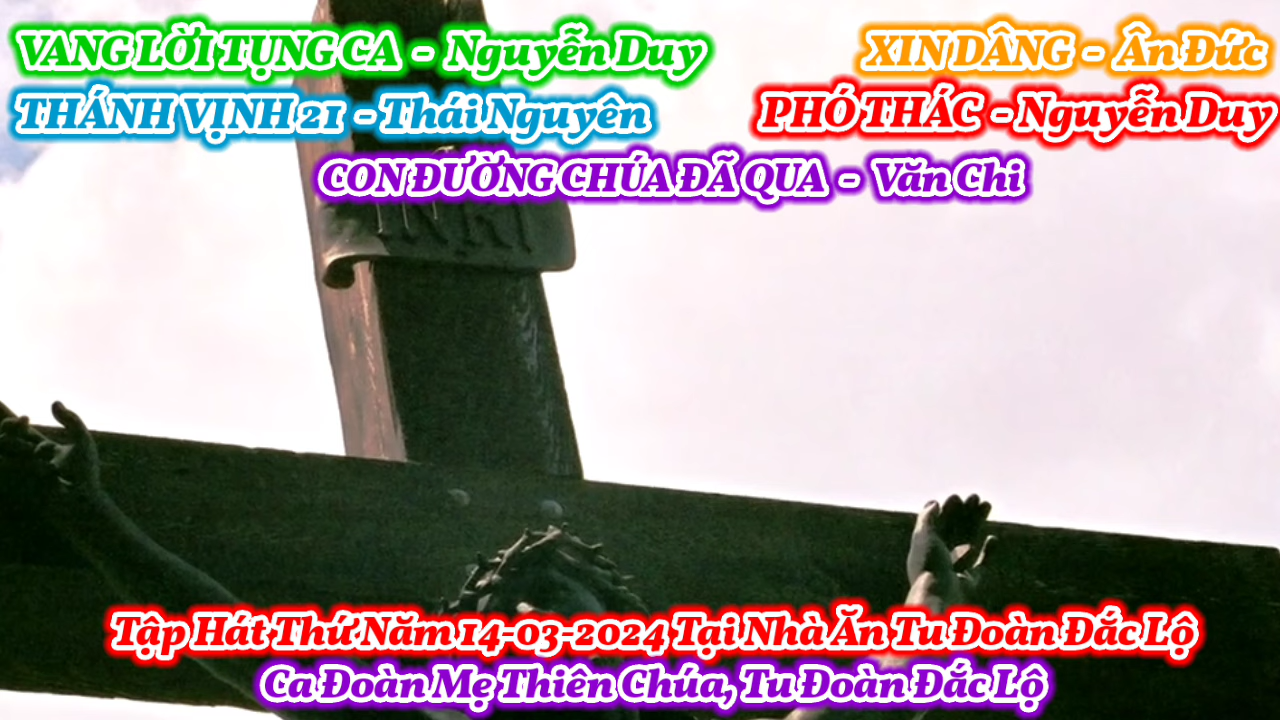 VANG LỜI TỤNG CA - Nguyễn Duy
XIN DÂNG - Ân Đức
THÁNH VỊNH 21 - Thái Nguyên
PHÓ THÁC - Nguyễn Duy
CON ĐƯỜNG CHÚA ĐÃ QUA - Văn Chi
INRI
Tập Hát Thứ Năm 14-03-2024 Tại Nhà Ăn Tu Đoàn Đắc Lộ
Ca Đoàn Mẹ Thiên Chúa, Tu Đoàn Đắc Lộ